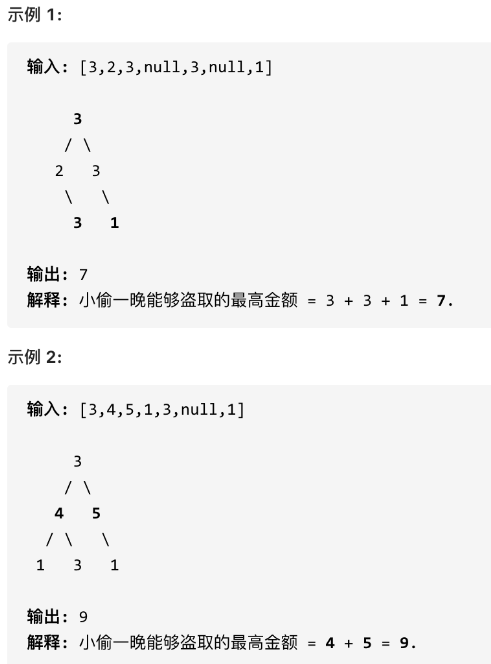 示例 1:
输入: [3,2,3,null,3,null,1]
3
/ \
2 3
\ \
3 1
输出: 7
解释: 小偷一晚能够盗取的最高金额 = 3 + 3 + 1 = 7.
示例 2:
输入: [3,4,5,1,3,null,1]
3
/ \
4 5
/ \ \
1 3 1
输出: 9
解释: 小偷一晚能够盗取的最高金额 = 4 + 5 = 9.